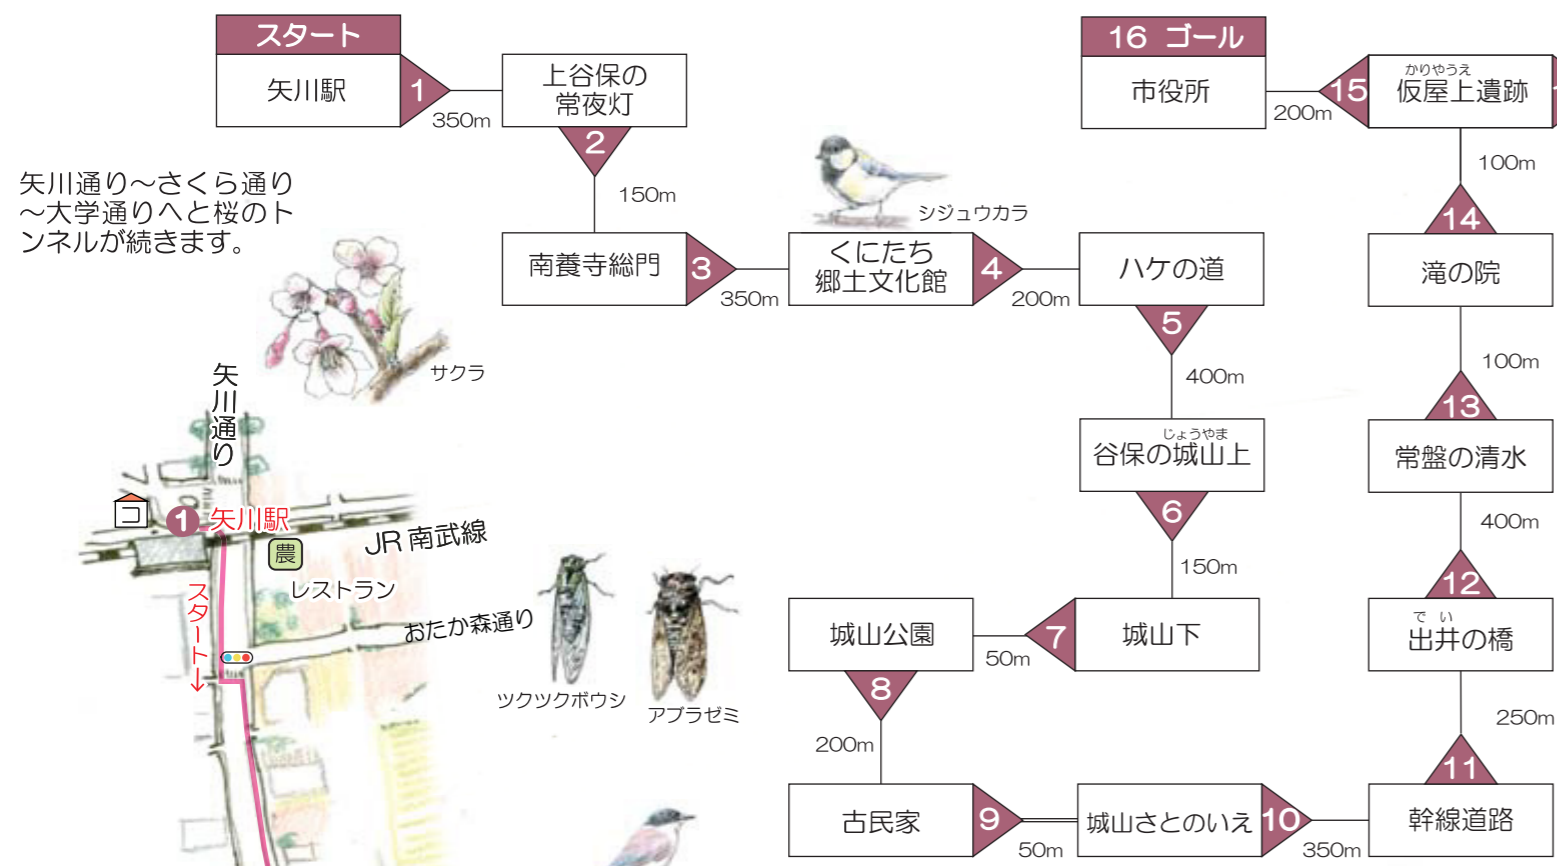 スタート
矢川駅
1
350m
上谷保の
常夜灯
2
150m
南養寺総門
3
350m
くにたち
郷土文化館
4
200m
ハケの道
5
400m
じょうやま
谷保の城山上
6
150m
城山下
7
50m
城山公園
8
200m
古民家
9
50m
城山さとのいえ
10
350m
幹線道路
11
250m
でい
出井の橋
12
400m
常盤の清水
13
100m
滝の院
14
100m
かりやうえ
仮屋上遺跡
15
200m
16 ゴール
市役所
矢川通り～さくら通り
～大学通りへと桜のト
ンネルが続きます。
シジュウカラ
サクラ
矢川通り
コ
1
矢川駅
JR 南武線
農
レストラン
スタート→
おたか森通り
ツクツクボウシ
アブラゼミ